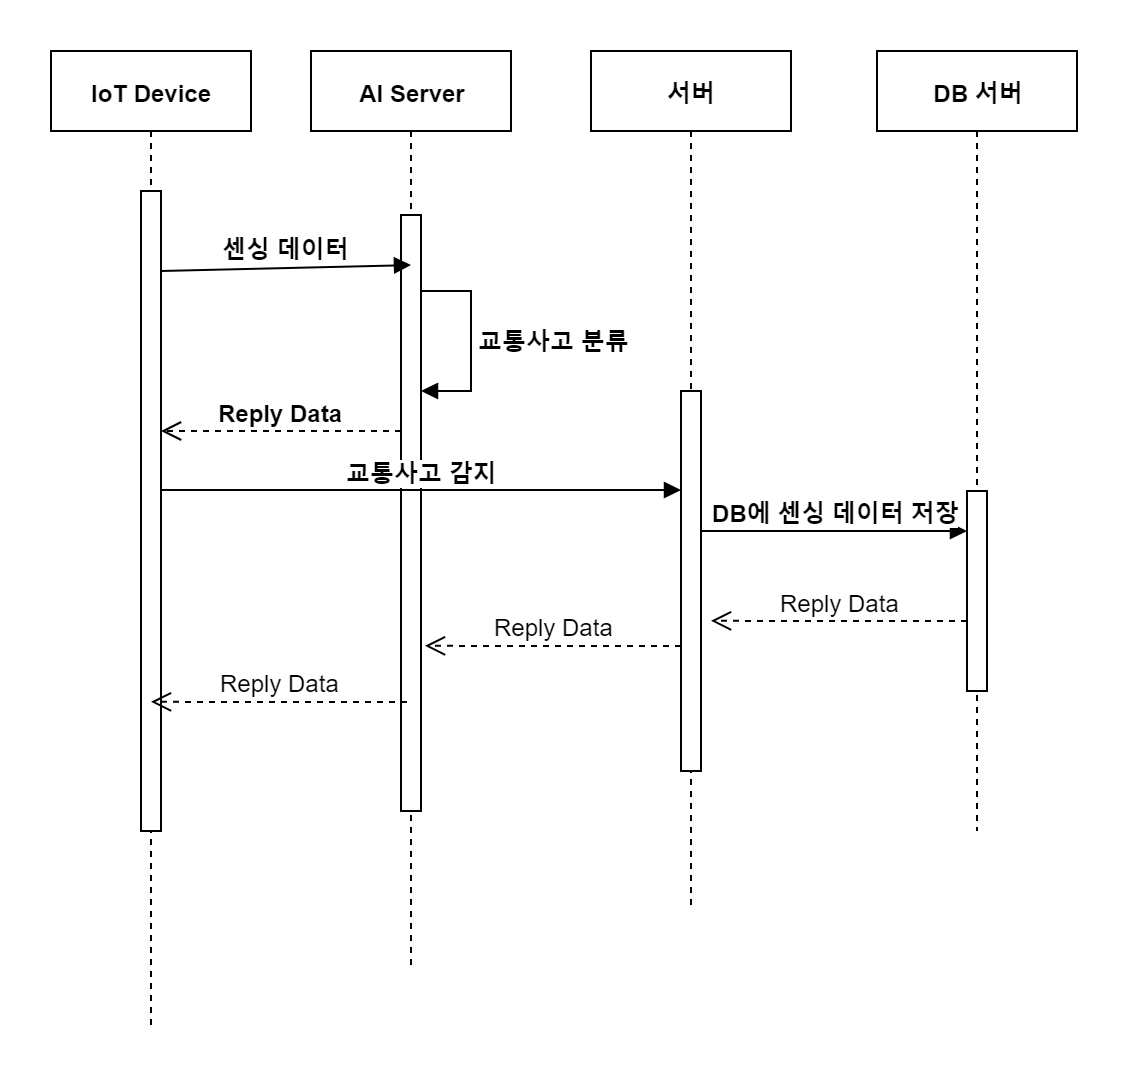 IoT Device
AI Server
서버
DB 서버
센싱 데이터
교통사고 분류
Reply Data
교통사고 감지
DB에 센싱 데이터 저장
Reply Data
Reply Data
Reply Data